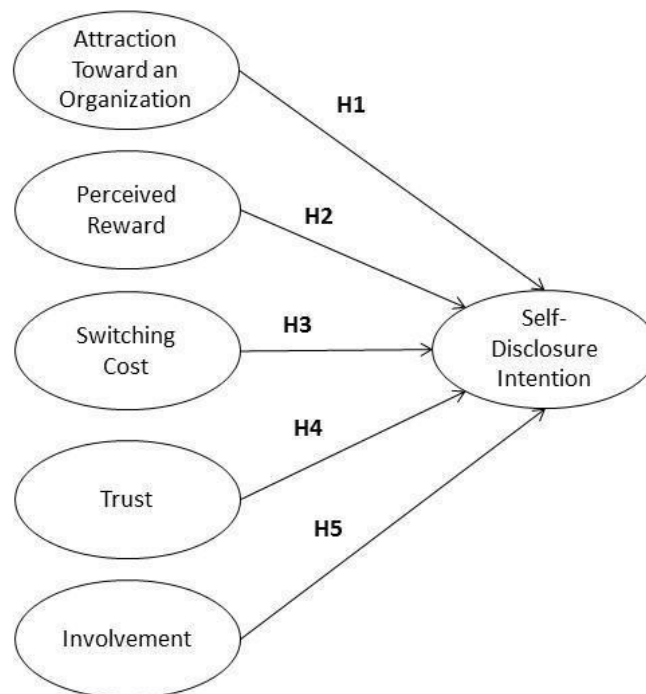 Attraction
Toward an
Organization
H1
Perceived
Reward
H2
Switching
Cost
H3
Self-
Disclosure
Intention
H4
Trust
H5
Involvement